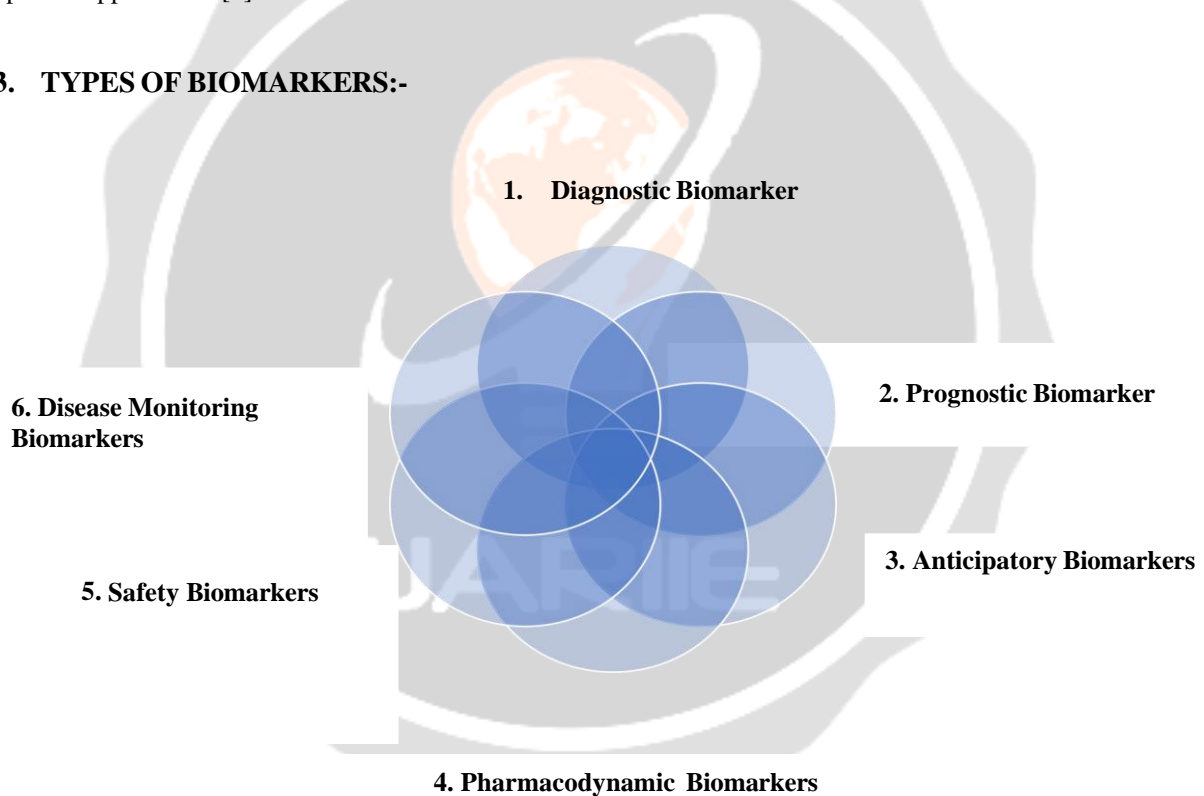 3. TYPES OF BIOMARKERS:-
1. Diagnostic Biomarker
2. Prognostic Biomarker
6. Disease Monitoring
Biomarkers
3. Anticipatory Biomarkers
5. Safety Biomarkers
4. Pharmacodynamic Biomarkers